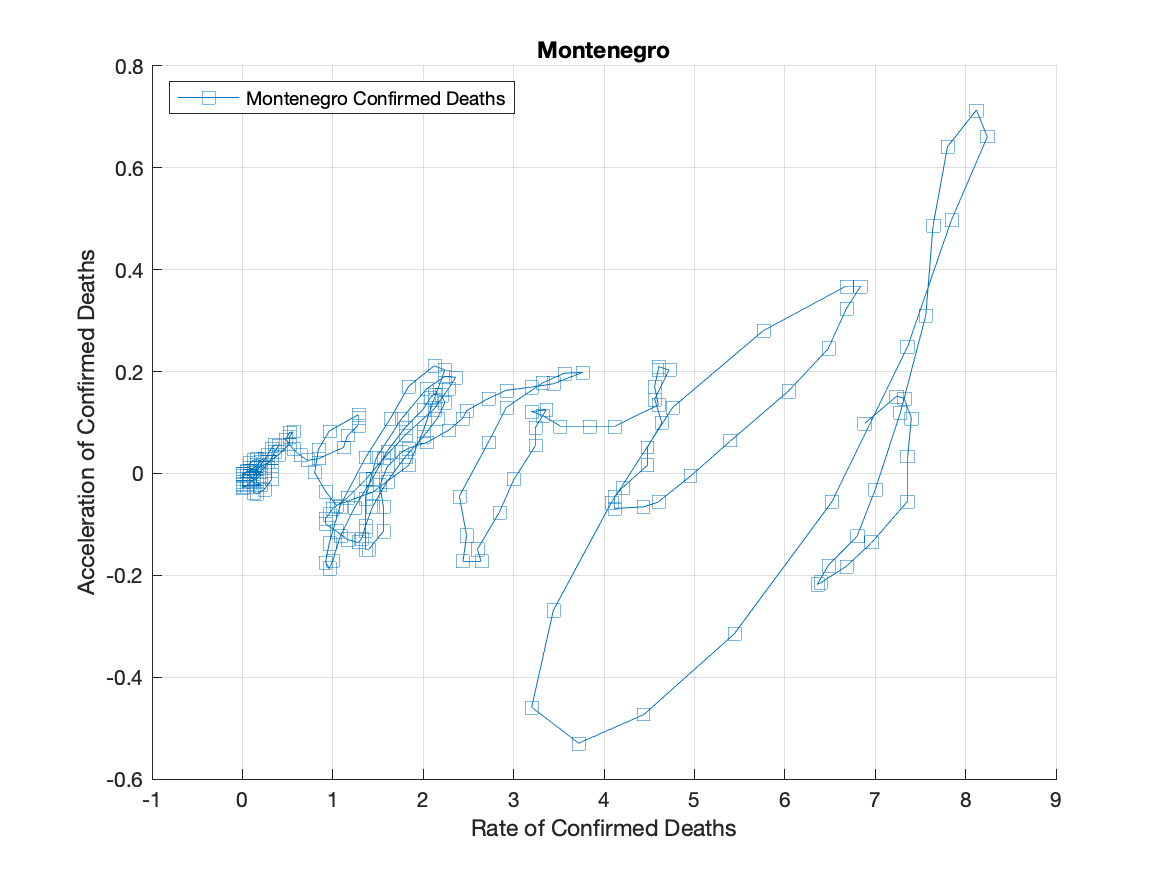 Montenegro
Montenegro Confirmed Deaths
0.8
0.6
0.4
0.2
0
-0.2
-0.4
-0.6
-1 0 1 2 3 4 5 6 7 8 9
Rate of Confirmed Deaths
Acceleration of Confirmed Deaths